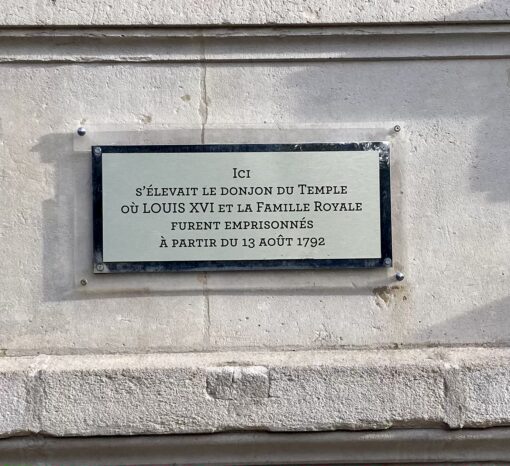 Ici
s'élevait le donjon du Temple
où LOUIS XVI et la Famille Royale
furent emprisonnés
à partir du 13 août 1792